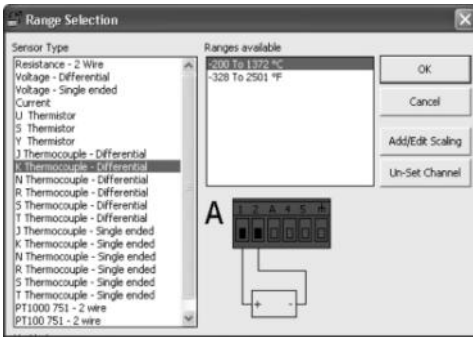 Range Selection
Sensor Type
Resistance - 2 Wire
Voltage - Differential
Voltage - Single ended
Current
U Thermistor
S Thermistor
Y Thermistor
J Thermocouple - Differential
K Thermocouple - Differential
N Thermocouple - Differential
R Thermocouple - Differential
S Thermocouple - Differential
T Thermocouple - Differential
J Thermocouple - Single ended
K Thermocouple - Single ended
N Thermocouple - Single ended
R Thermocouple - Single ended
S Thermocouple - Single ended
T Thermocouple - Single ended
PT1000 751 - 2 wire
PT100 751 - 2 wire
Ranges available
-200 To 1372 °C
-328 To 2501 °F
OK
Cancel
Add/Edit Scaling
Un-Set Channel
A
1 2 A 4 5
+ -